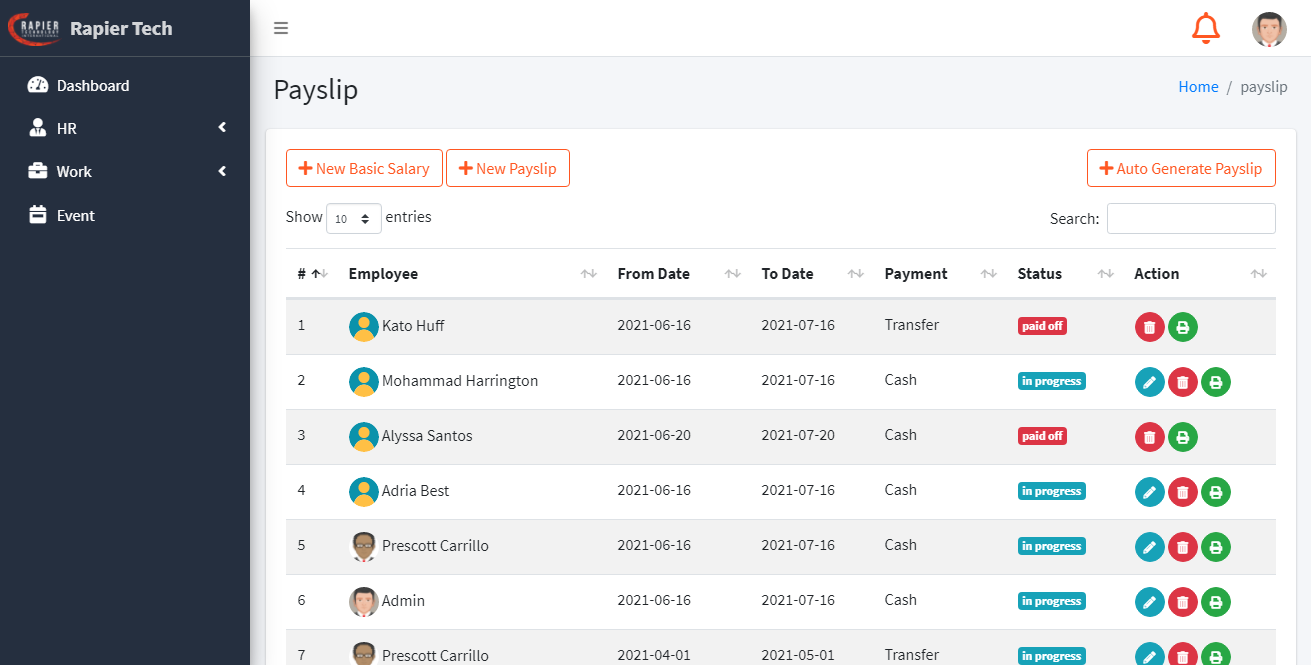 RAPIER
TECHNOLOGY
INTERNATIONAL
Rapier Tech
Dashboard
HR
Work
Event
Payslip
Home / payslip
New Basic Salary New Payslip Auto Generate Payslip
Show 10 entries Search:
# Employee From Date To Date Payment Status Action
1 Kato Huff 2021-06-16 2021-07-16 Transfer paid off
2 Mohammad Harrington 2021-06-16 2021-07-16 Cash in progress
3 Alyssa Santos 2021-06-20 2021-07-20 Cash paid off
4 Adria Best 2021-06-16 2021-07-16 Cash in progress
5 Prescott Carrillo 2021-06-16 2021-07-16 Cash in progress
6 Admin 2021-06-16 2021-07-16 Cash in progress
7 Prescott Carrillo 2021-04-01 2021-05-01 Transfer in progress